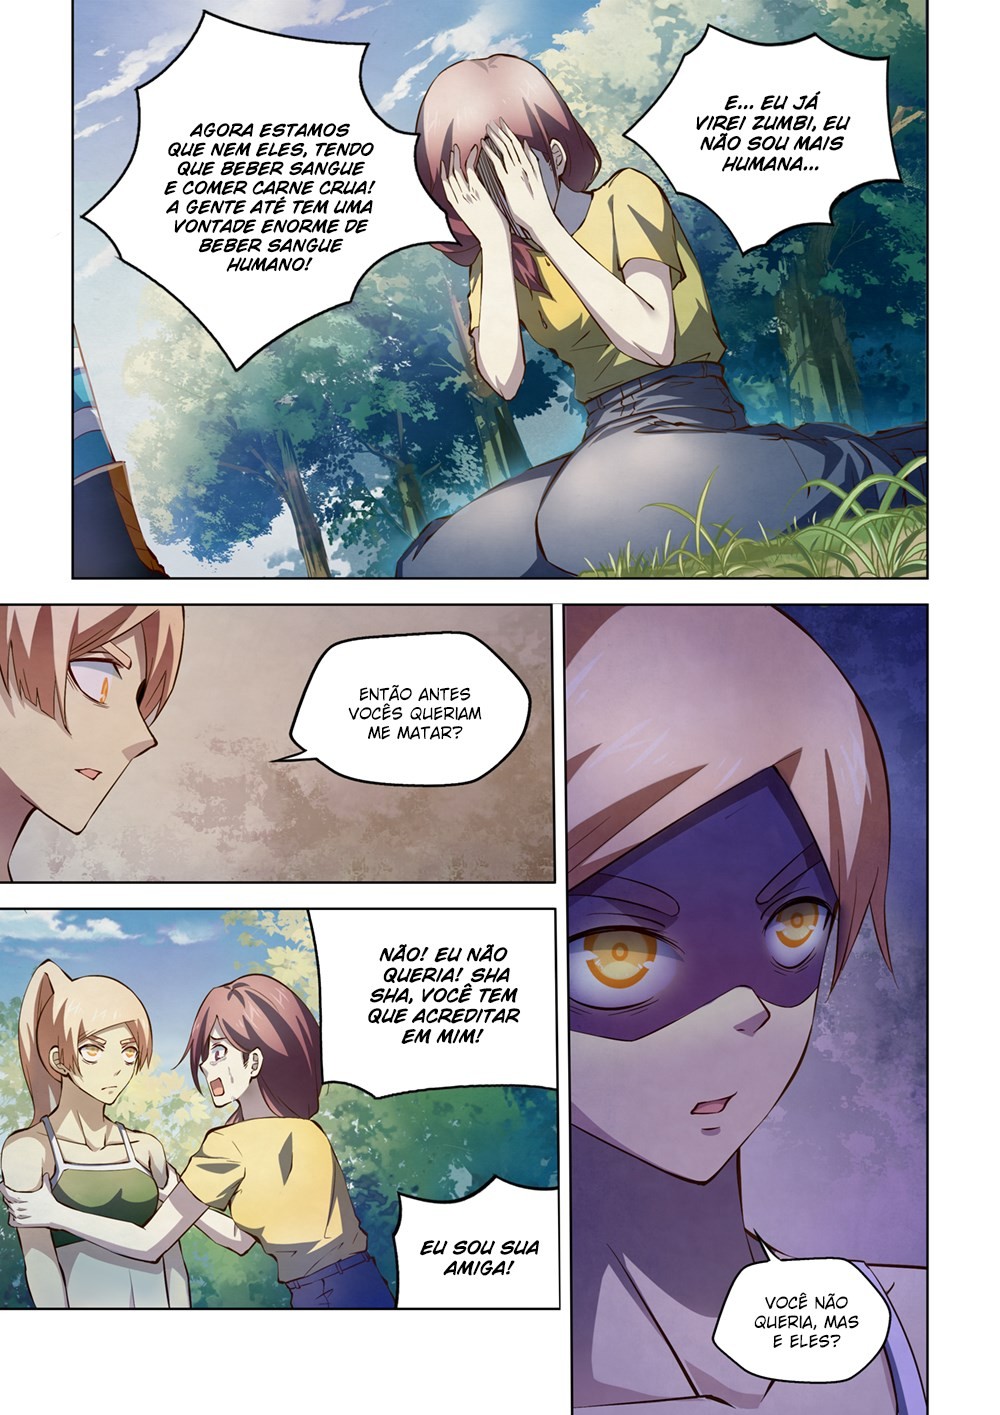 AGORA ESTAMOS
QUE NEM ELES, TENDO
QUE BEBER SANGUE
E COMER CARNE CRUA!
A GENTE ATÉ TEM UMA
VONTADE ENORME DE
BEBER SANGUE
HUMANO!
E... EU JÁ
VIREI ZUMBI, EU
NÃO SOU MAIS
HUMANA...
ENTÃO ANTES
VOCÊS QUERIAM
ME MATAR?
NÃO! EU NÃO
QUERIA! SHA
SHA, VOCÊ TEM
QUE ACREDITAR
EM MIM!
EU SOU SUA
AMIGA!
VOCÊ NÃO
QUERIA, MAS
E ELES?